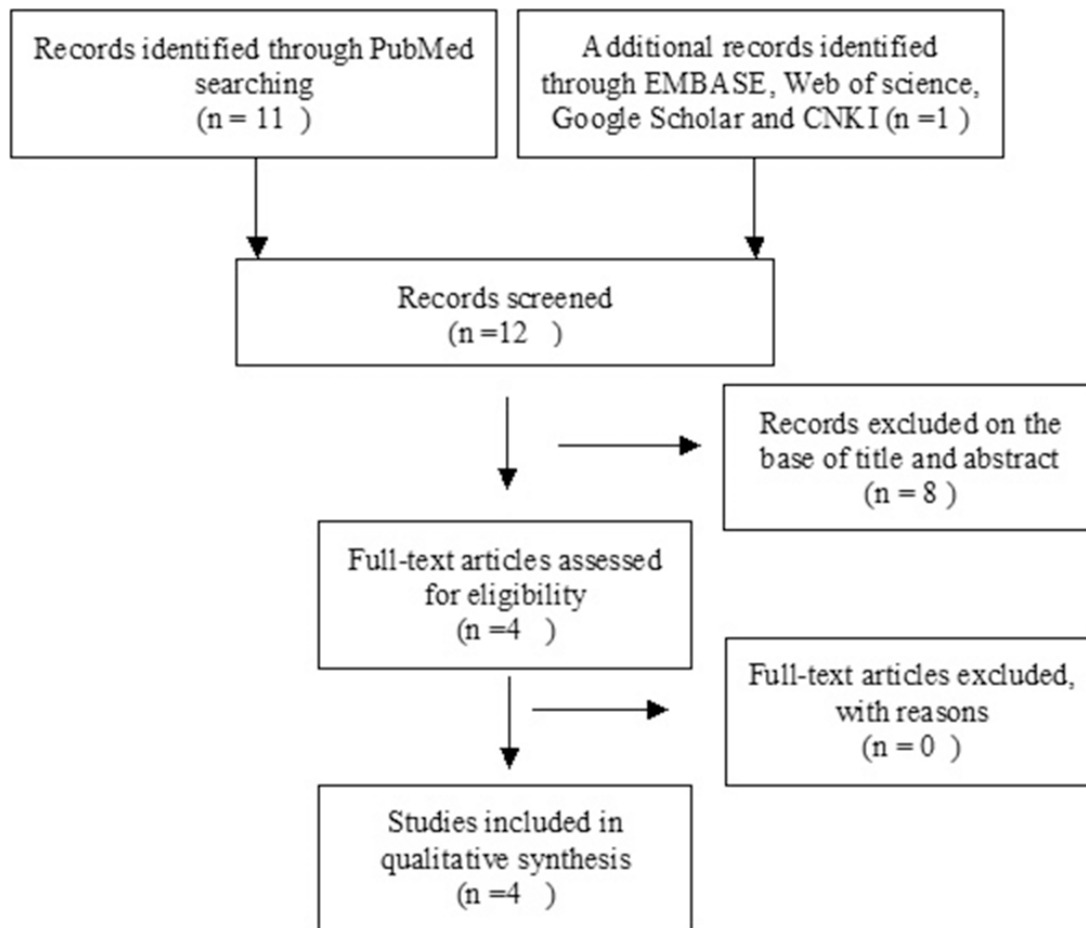 Records identified through PubMed
searching
(n = 11 )
Additional records identified
through EMBASE, Web of science,
Google Scholar and CNKI (n =1 )
Records screened
(n =12 )
Records excluded on the
base of title and abstract
(n = 8 )
Full-text articles assessed
for eligibility
(n =4 )
Full-text articles excluded,
with reasons
(n = 0 )
Studies included in
qualitative synthesis
(n =4 )